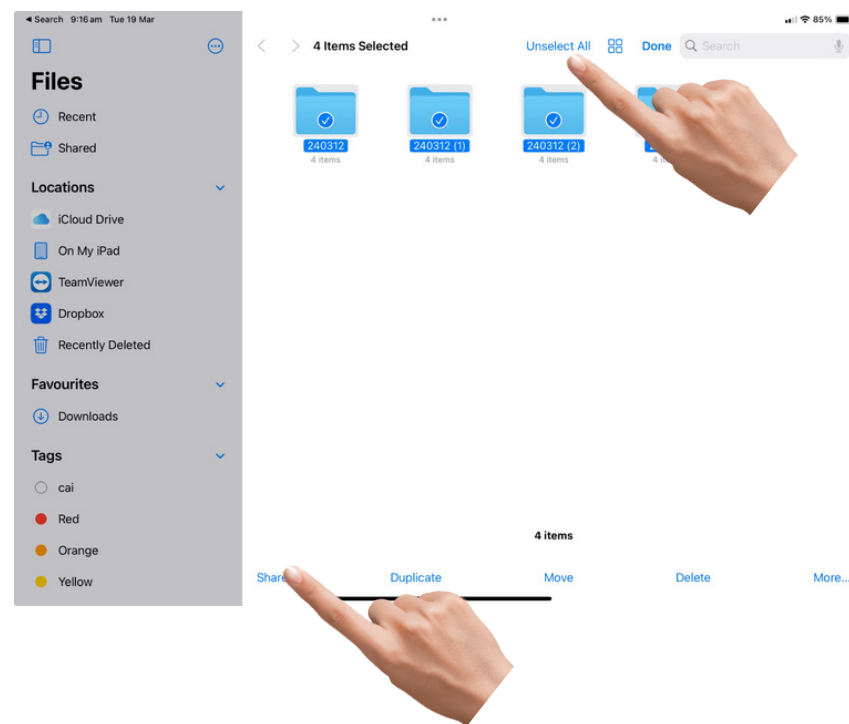 Search 9:16 am Tue 19 Mar
85%
4 Items Selected
Unselect All
Done
Search
Files
Recent
Shared
Locations
iCloud Drive
On My iPad
TeamViewer
Dropbox
Recently Deleted
Favourites
Downloads
Tags
cai
Red
Orange
Yellow
240312
4 items
240312 (1)
4 items
240312 (2)
4 items
4 items
Share
Duplicate
Move
Delete
More...